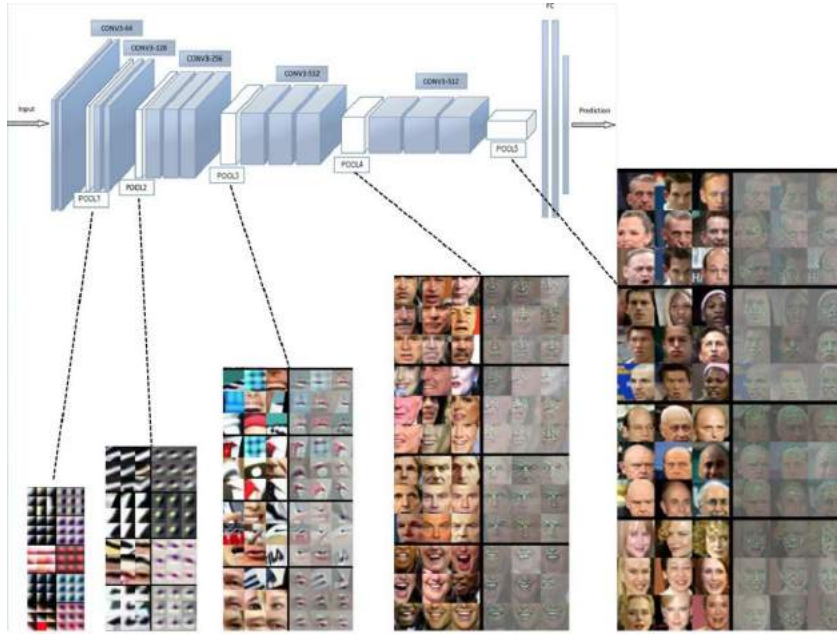 FC
CONV3-64
CONV3-128
CONV3-256
CONV3-512
CONV3-512
Input
Prediction
POOL1
POOL2
POOL3
POOL4
POOL5